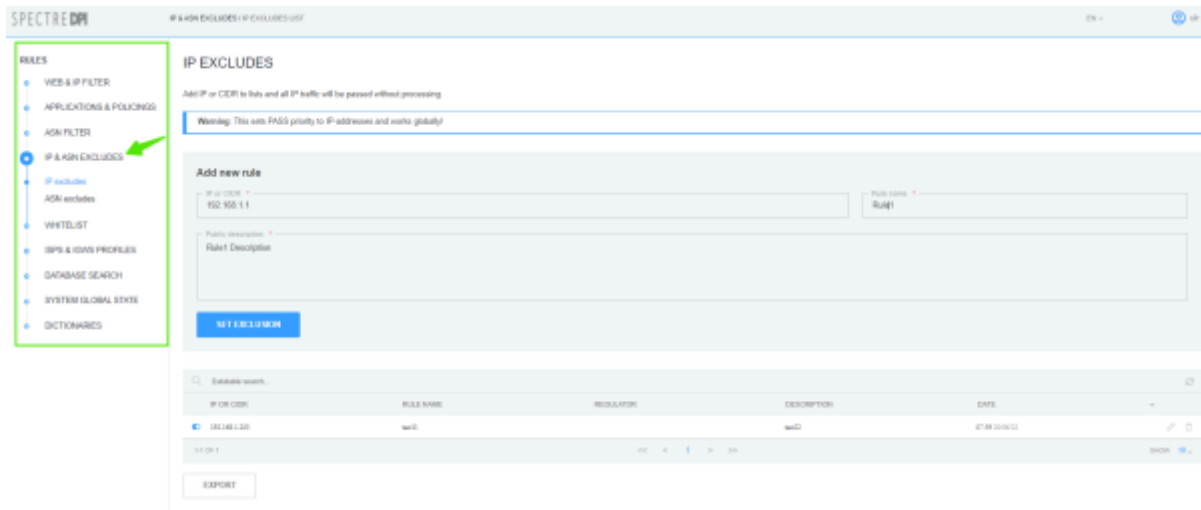 SPECTRE DPI
IP & ASN EXCLUDES / IP EXCLUDES LIST
EN
RULES
WEB & IP FILTER
APPLICATIONS & POLICINGS
ASN FILTER
IP & ASN EXCLUDES
IP excludes
ASN excludes
WHITELIST
ISPS & IGWS PROFILES
DATABASE SEARCH
SYSTEM GLOBAL STATE
DICTIONARIES
IP EXCLUDES
Add IP or CIDR to lists and all IP traffic will be passed without processing.
Warning: This sets PASS priority to IP-addresses and works globally!
Add new rule
IP or CIDR *
192.168.1.1
Rule name *
Rule1
Public description *
Rule1 Description
SET EXCLUSION
Datatable search...
IP OR CIDR RULE NAME REGULATOR DESCRIPTION DATE
1-1 OF 1 << < 1 > >> SHOW 10
EXPORT